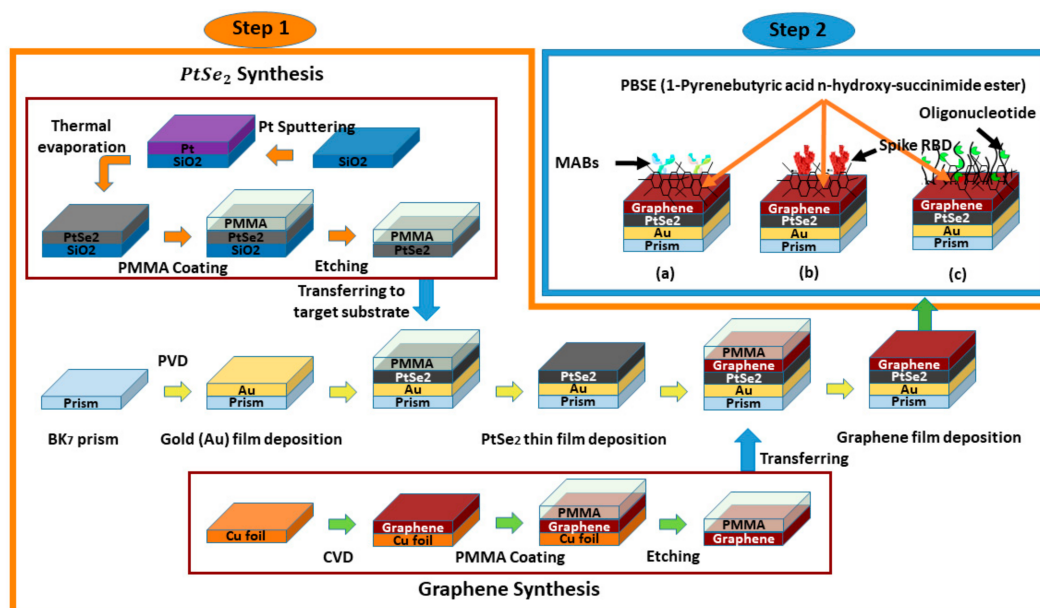 Step 1
Step 2
PtSe₂ Synthesis
Thermal
evaporation
Pt
SiO2
Pt Sputtering
SiO2
PtSe2
SiO2
PMMA Coating
PMMA
PtSe2
SiO2
Etching
PMMA
PtSe2
PBSE (1-Pyrenebutyric acid n-hydroxy-succinimide ester)
Oligonucleotide
MABs
Spike RBD
Graphene
PtSe2
Au
Prism
(a)
Graphene
PtSe2
Au
Prism
(b)
Graphene
PtSe2
Au
Prism
(c)
Transferring to
target substrate
Prism
BK₇ prism
PVD
Au
Prism
Gold (Au) film deposition
PMMA
PtSe2
Au
Prism
PtSe2
Au
Prism
PtSe₂ thin film deposition
PMMA
Graphene
PtSe2
Au
Prism
Graphene
PtSe2
Au
Prism
Graphene film deposition
Transferring
Cu foil
CVD
Graphene
Cu foil
PMMA Coating
PMMA
Graphene
Cu foil
Etching
PMMA
Graphene
Graphene Synthesis